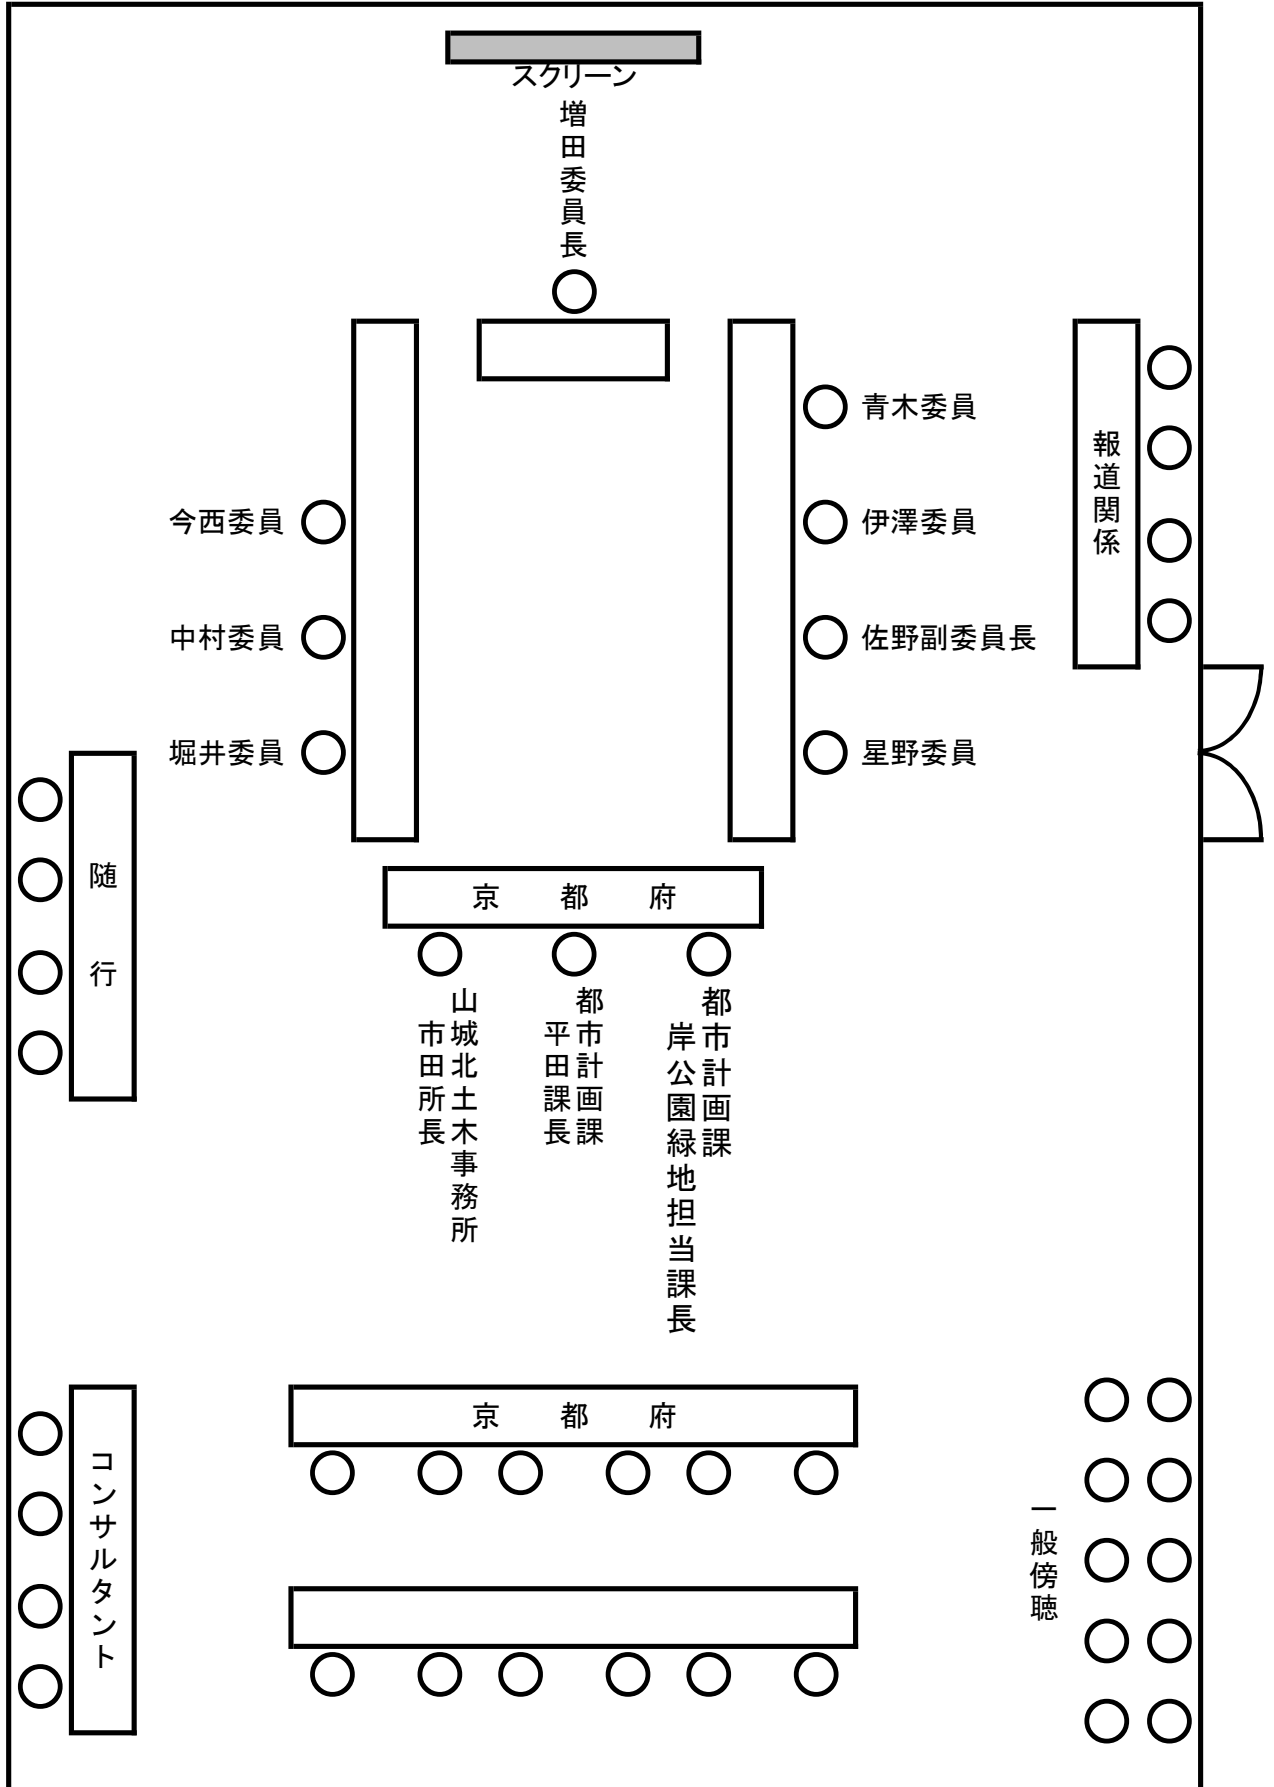 スクリーン
増田委員長
青木委員
報道関係
今西委員
伊澤委員
中村委員
佐野副委員長
堀井委員
星野委員
随行
京都府
都市計画課
岸公園緑地担当課長
都市計画課
平田課長
山城北土木事務所
市田所長
京都府
コンサルタント
一般傍聴